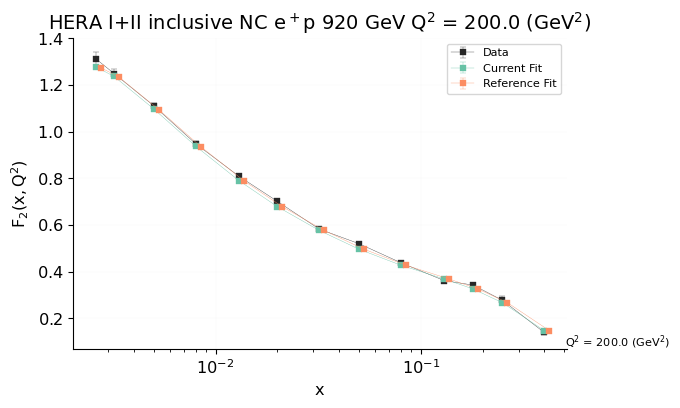 HERA I+II inclusive NC e⁺p 920 GeV Q² = 200.0 (GeV²)
1.4
1.2
1.0
0.8
0.6
0.4
0.2
F₂(x, Q²)
Data
Current Fit
Reference Fit
Q² = 200.0 (GeV²)
10⁻²
10⁻¹
x